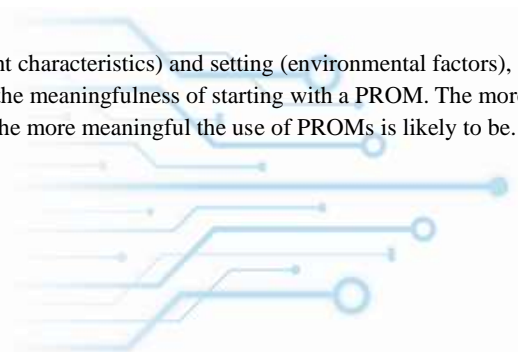 nt characteristics) and setting (environmental factors),
the meaningfulness of starting with a PROM. The more
he more meaningful the use of PROMs is likely to be.